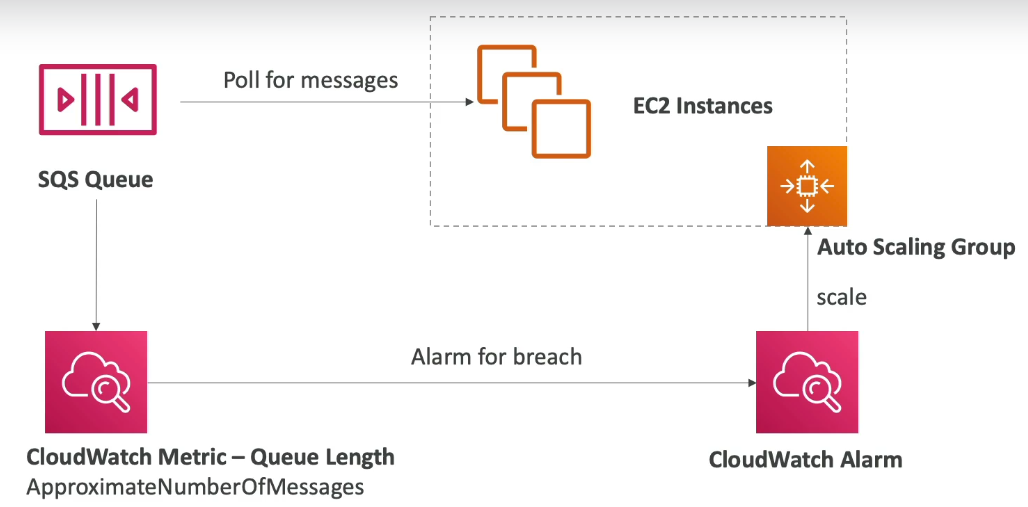 Poll for messages
EC2 Instances
SQS Queue
Auto Scaling Group
scale
Alarm for breach
CloudWatch Metric – Queue Length
ApproximateNumberOfMessages
CloudWatch Alarm